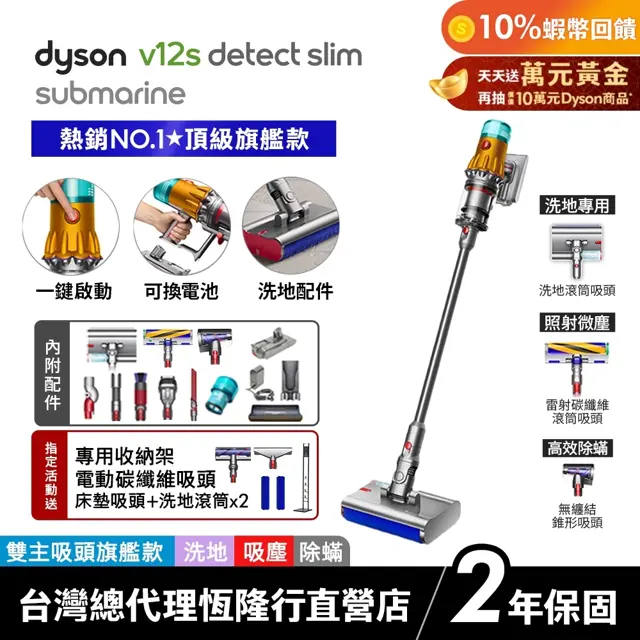 dyson v12s detect slim
submarine
熱銷NO.1★頂級旗艦款
S 10%蝦幣回饋
天天送 萬元黃金
再抽 價值 10萬元Dyson商品*
一鍵啟動
可換電池
洗地配件
洗地專用
洗地滾筒吸頭
照射微塵
雷射碳纖維
滾筒吸頭
高效除蟎
無纏結
錐形吸頭
內附配件
指定活動送
專用收納架
電動碳纖維吸頭
床墊吸頭+洗地滾筒x2
雙主吸頭旗艦款 洗地 吸塵 除蟎
台灣總代理恆隆行直營店
2年保固